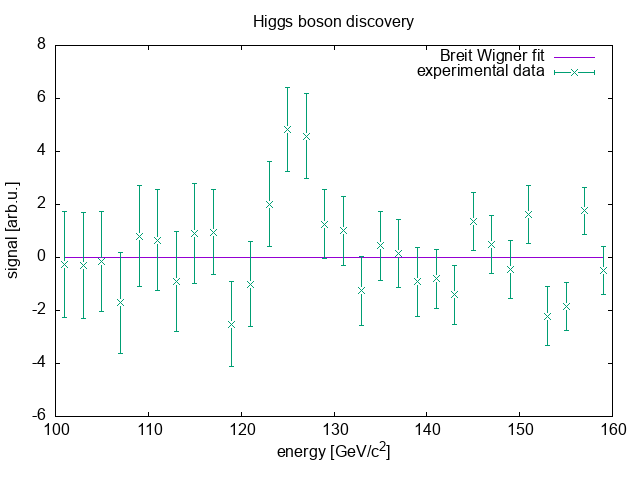 Higgs boson discovery
Breit Wigner fit
experimental data
8
6
4
2
0
-2
-4
-6
signal [arb.u.]
100 110 120 130 140 150 160
energy [GeV/c²]